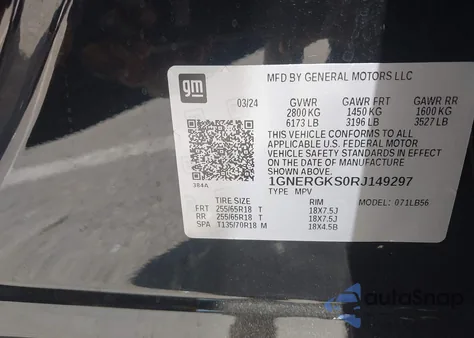 gm
MFD BY GENERAL MOTORS LLC
03/24 GVWR GAWR FRT GAWR RR
2800 KG 1450 KG 1600 KG
6173 LB 3196 LB 3527 LB
THIS VEHICLE CONFORMS TO ALL
APPLICABLE U.S. FEDERAL MOTOR
VEHICLE SAFETY STANDARDS IN EFFECT
ON THE DATE OF MANUFACTURE
SHOWN ABOVE.
1GNERGKS0RJ149297
384A
TYPE MPV MODEL: 071LB56
TIRE SIZE RIM
FRT 255/65R18 T 18X7.5J
RR 255/65R18 T 18X7.5J
SPA T135/70R18 M 18X4.5B
autoSnap